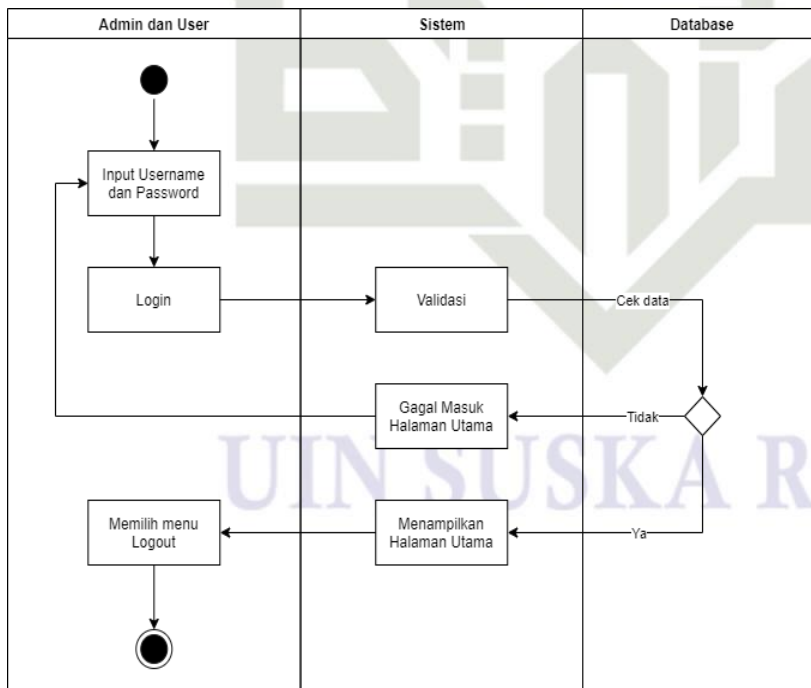 Admin dan User
Sistem
Database
Input Username
dan Password
Login
Validasi
Cek data
Gagal Masuk
Halaman Utama
Tidak
Memilih menu
Logout
Menampilkan
Halaman Utama
Ya
UIN SUSKA R